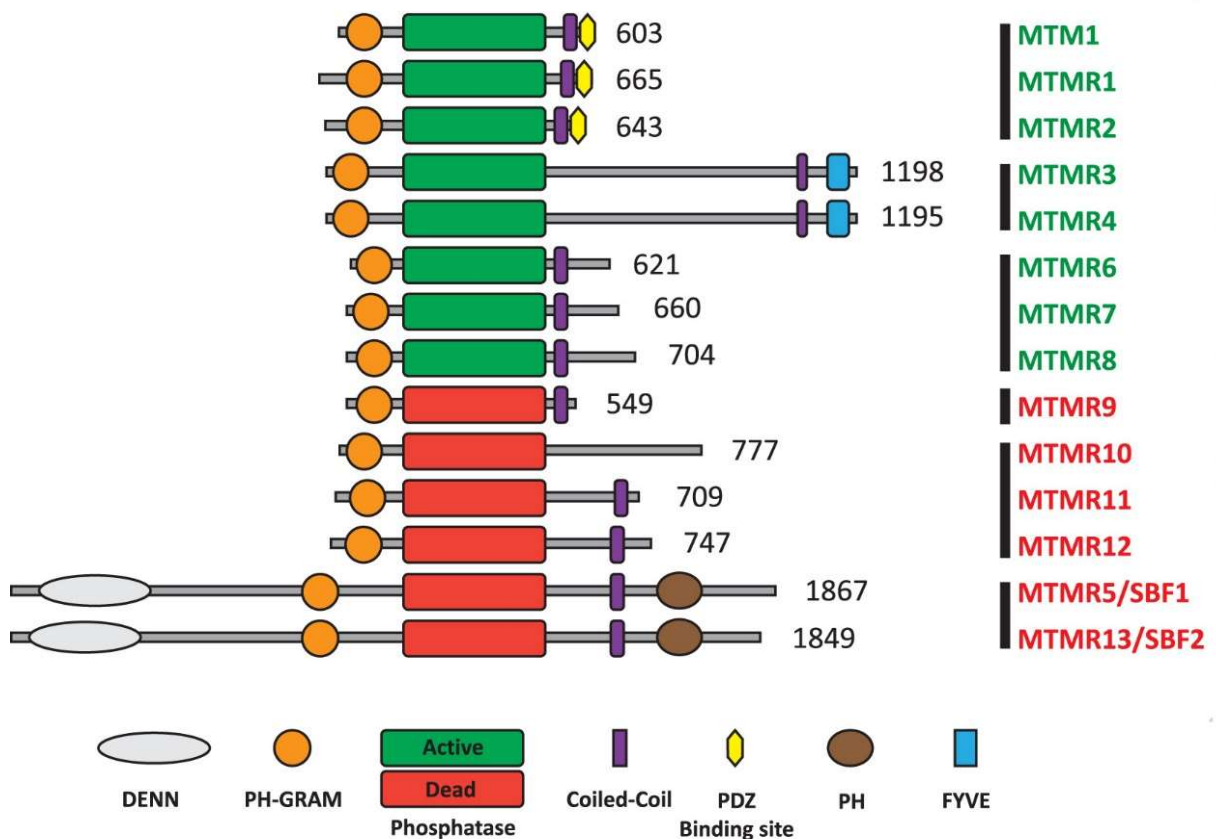 603 MTM1
665 MTMR1
643 MTMR2
1198 MTMR3
1195 MTMR4
621 MTMR6
660 MTMR7
704 MTMR8
549 MTMR9
777 MTMR10
709 MTMR11
747 MTMR12
1867 MTMR5/SBF1
1849 MTMR13/SBF2
Active
Dead
DENN PH-GRAM Coiled-Coil PDZ PH FYVE
Phosphatase Binding site